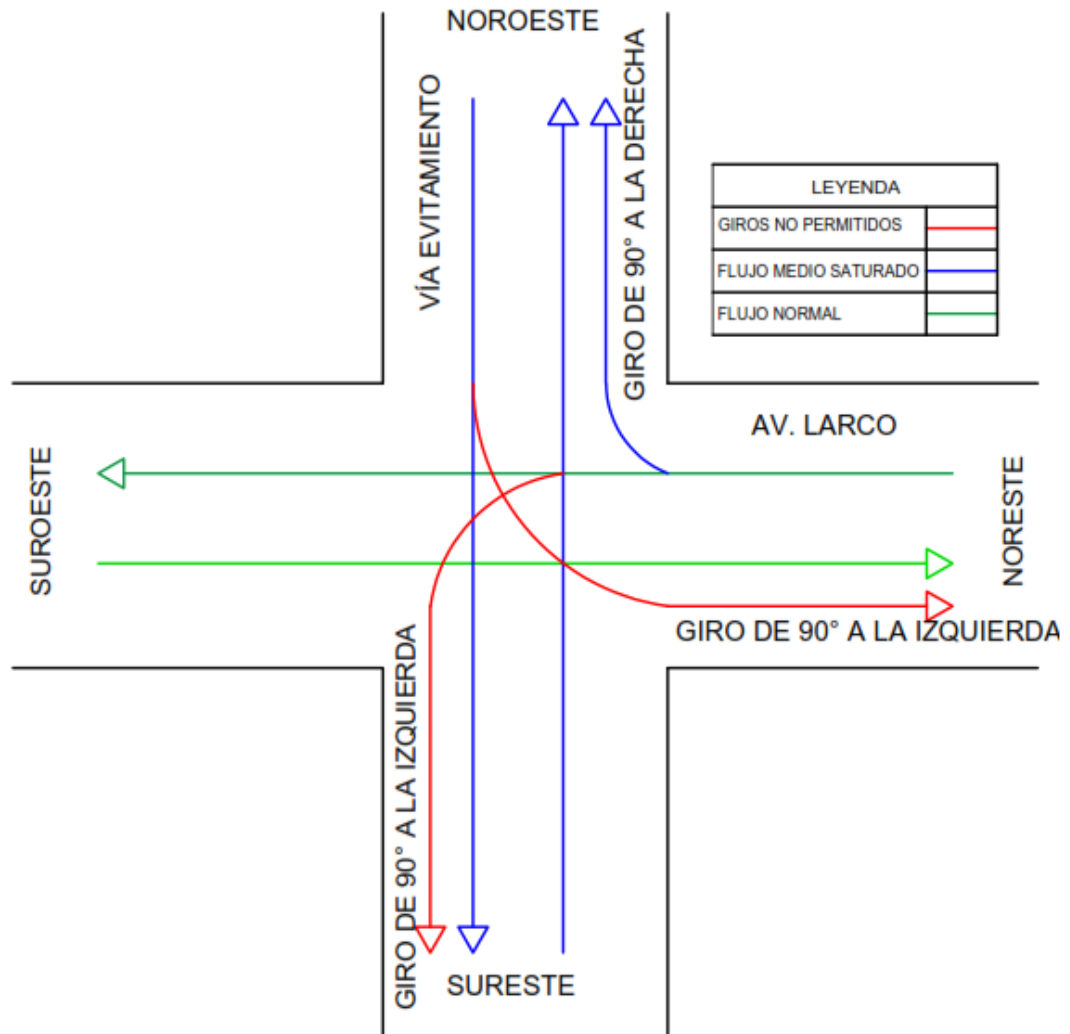 NOROESTE
VÍA EVITAMIENTO
GIRO DE 90° A LA DERECHA
LEYENDA
GIROS NO PERMITIDOS
FLUJO MEDIO SATURADO
FLUJO NORMAL
AV. LARCO
SUROESTE
NORESTE
GIRO DE 90° A LA IZQUIERDA
GIRO DE 90° A LA IZQUIERDA
SURESTE